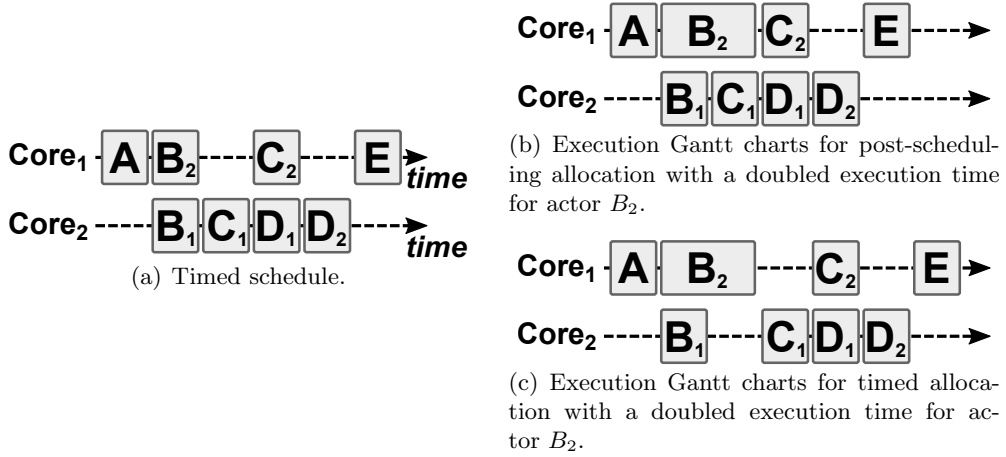 Core₁ A B₂ C₂ E time
Core₂ B₁ C₁ D₁ D₂ time
(a) Timed schedule.
Core₁ A B₂ C₂ E
Core₂ B₁ C₁ D₁ D₂
(b) Execution Gantt charts for post-schedul-
ing allocation with a doubled execution time
for actor B₂.
Core₁ A B₂ C₂ E
Core₂ B₁ C₁ D₁ D₂
(c) Execution Gantt charts for timed alloca-
tion with a doubled execution time for ac-
tor B₂.